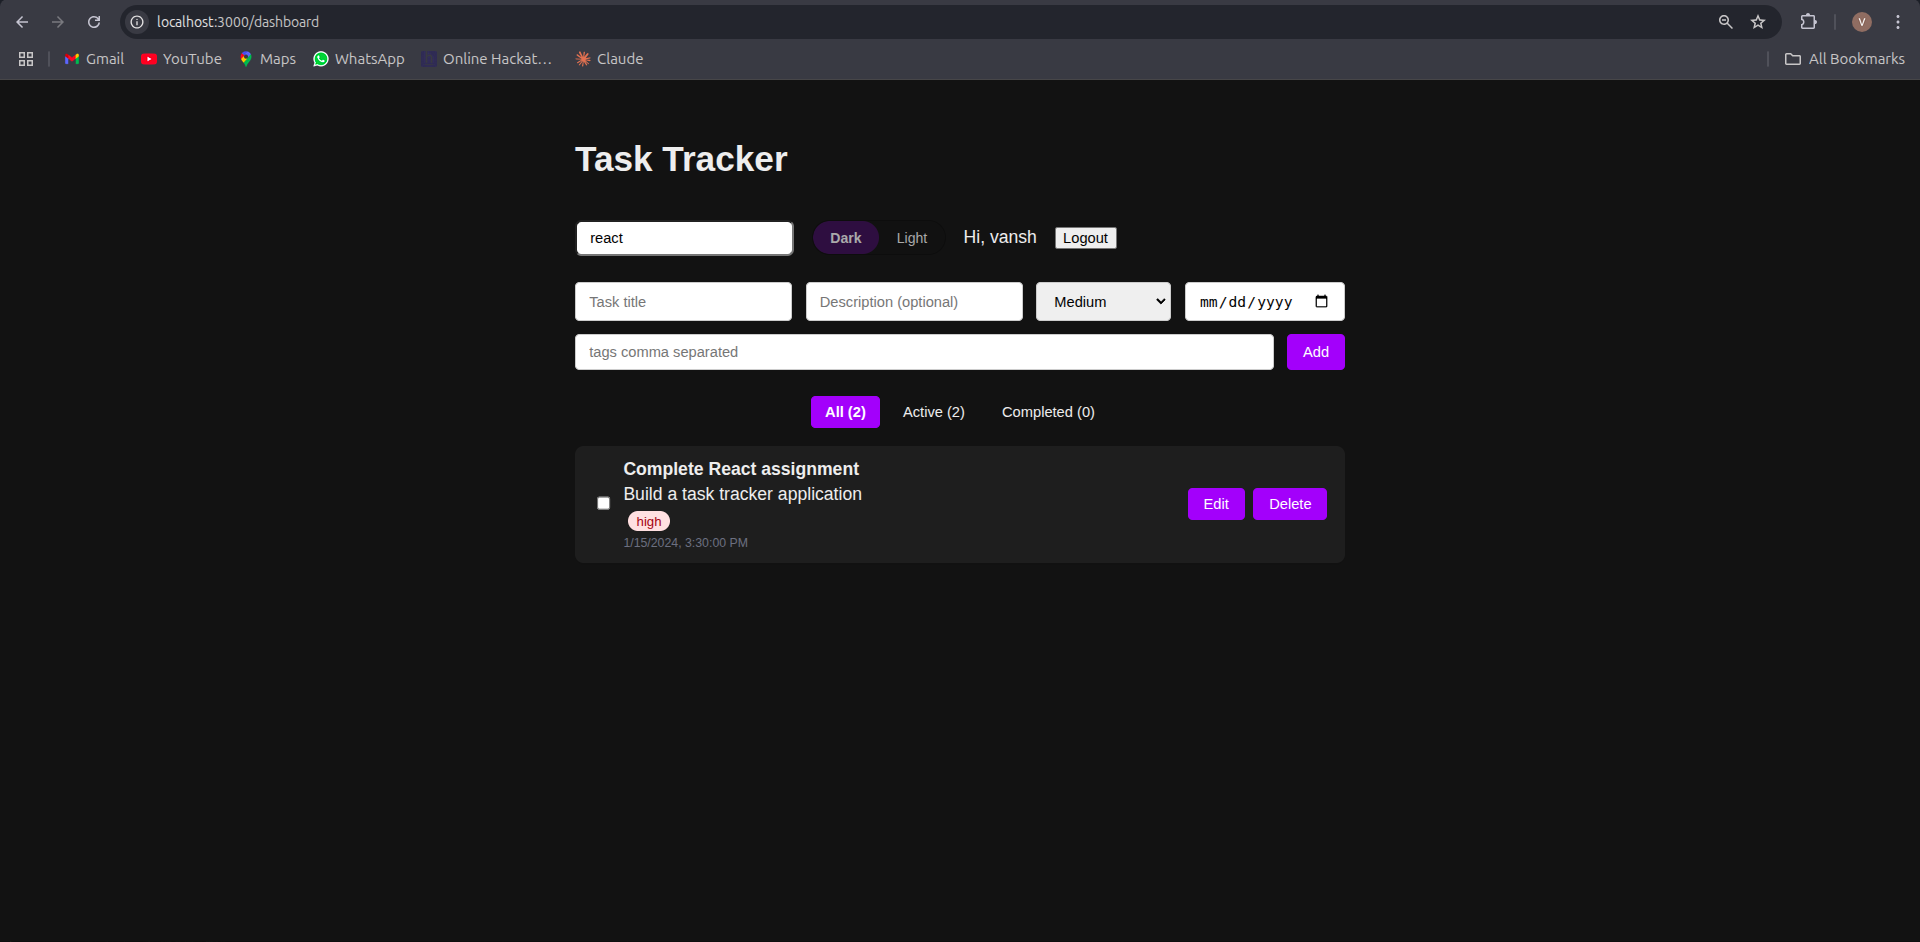 localhost:3000/dashboard
V
Gmail YouTube Maps WhatsApp Online Hackat... Claude All Bookmarks
Task Tracker
react Dark Light Hi, vansh Logout
Task title Description (optional) Medium mm/dd/yyyy
tags comma separated Add
All (2) Active (2) Completed (0)
Complete React assignment
Build a task tracker application
Edit Delete
high
1/15/2024, 3:30:00 PM